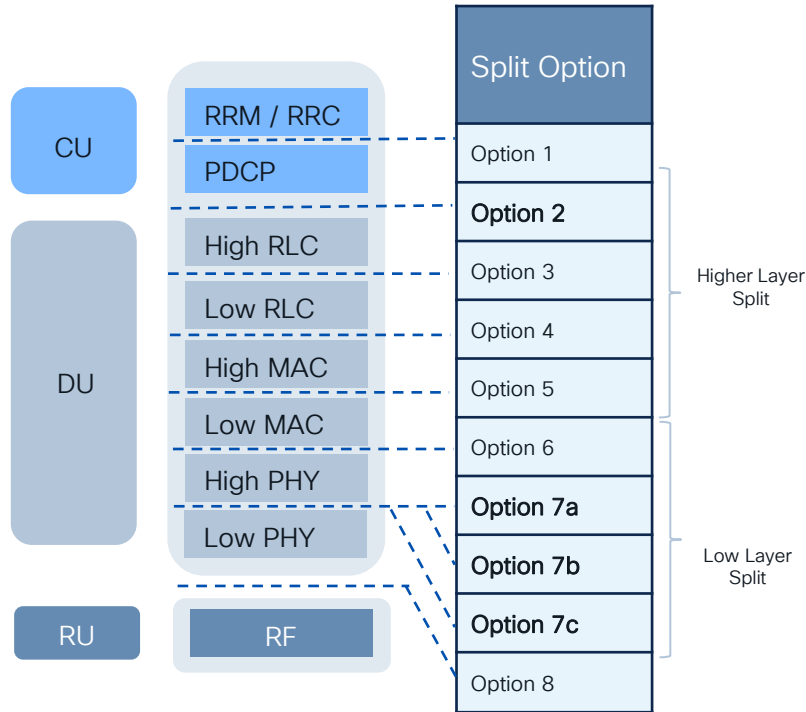 CU
DU
RU
RRM / RRC
PDCP
High RLC
Low RLC
High MAC
Low MAC
High PHY
Low PHY
RF
Split Option
Option 1
Option 2
Option 3
Option 4
Option 5
Option 6
Option 7a
Option 7b
Option 7c
Option 8
Higher Layer
Split
Low Layer
Split